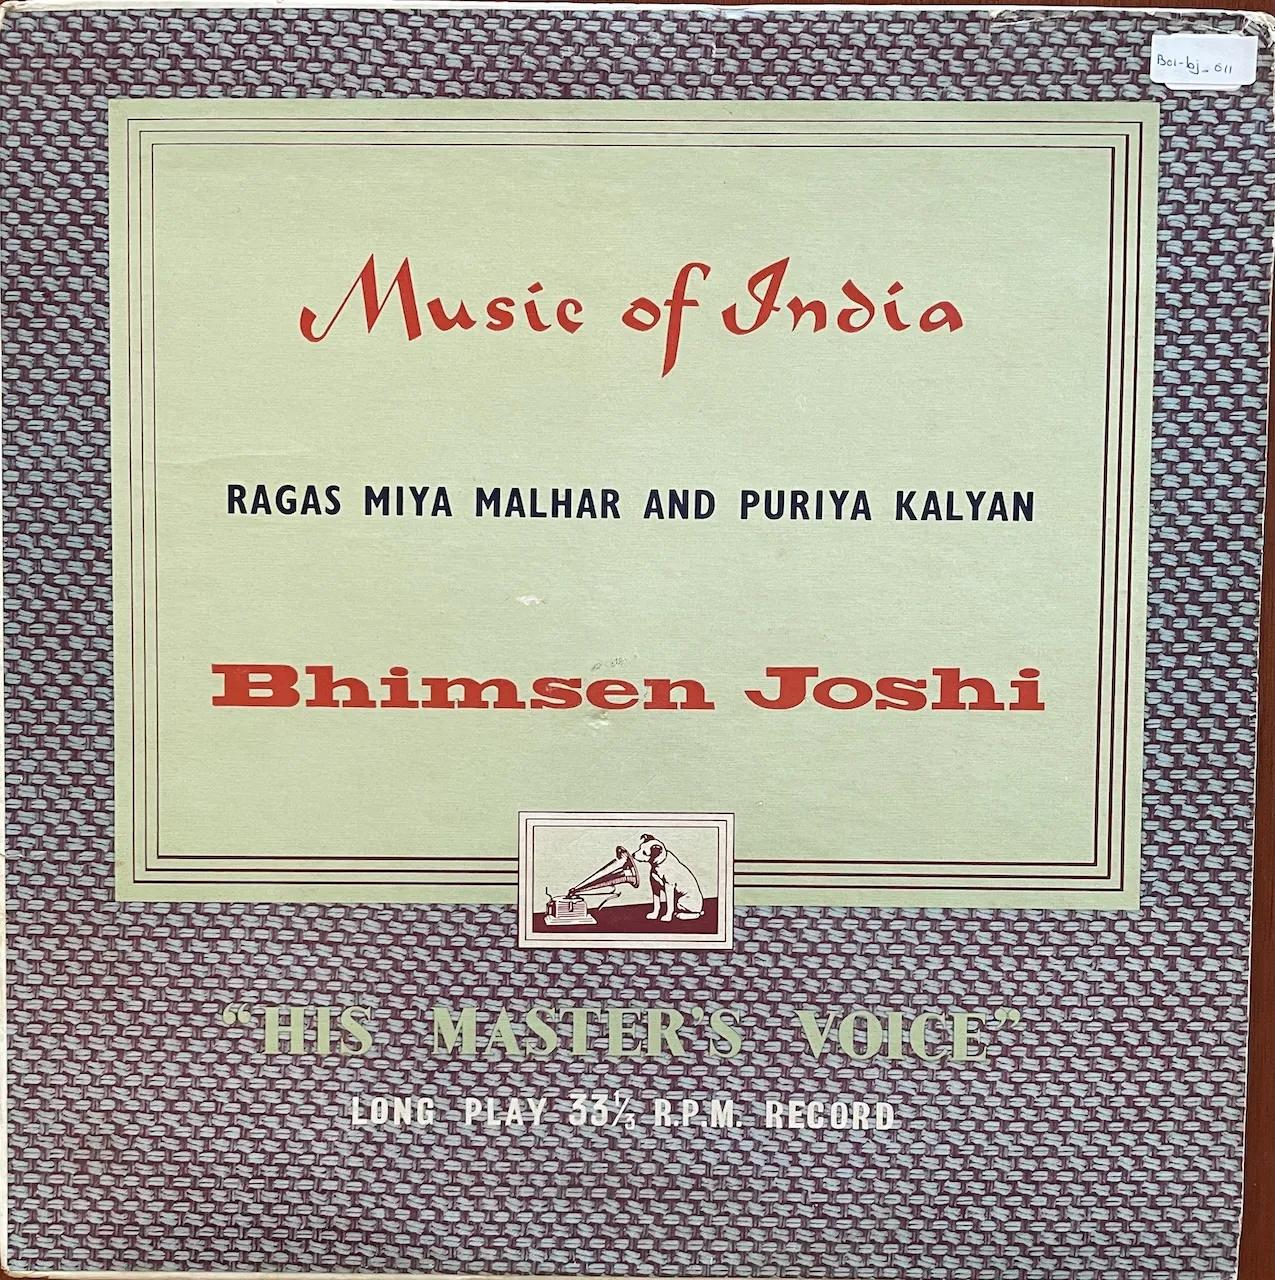 Boi-bj-011
Music of India
RAGAS MIYA MALHAR AND PURIYA KALYAN
Bhimsen Joshi
"HIS MASTER'S VOICE"
LONG PLAY 33⅓ R.P.M. RECORD